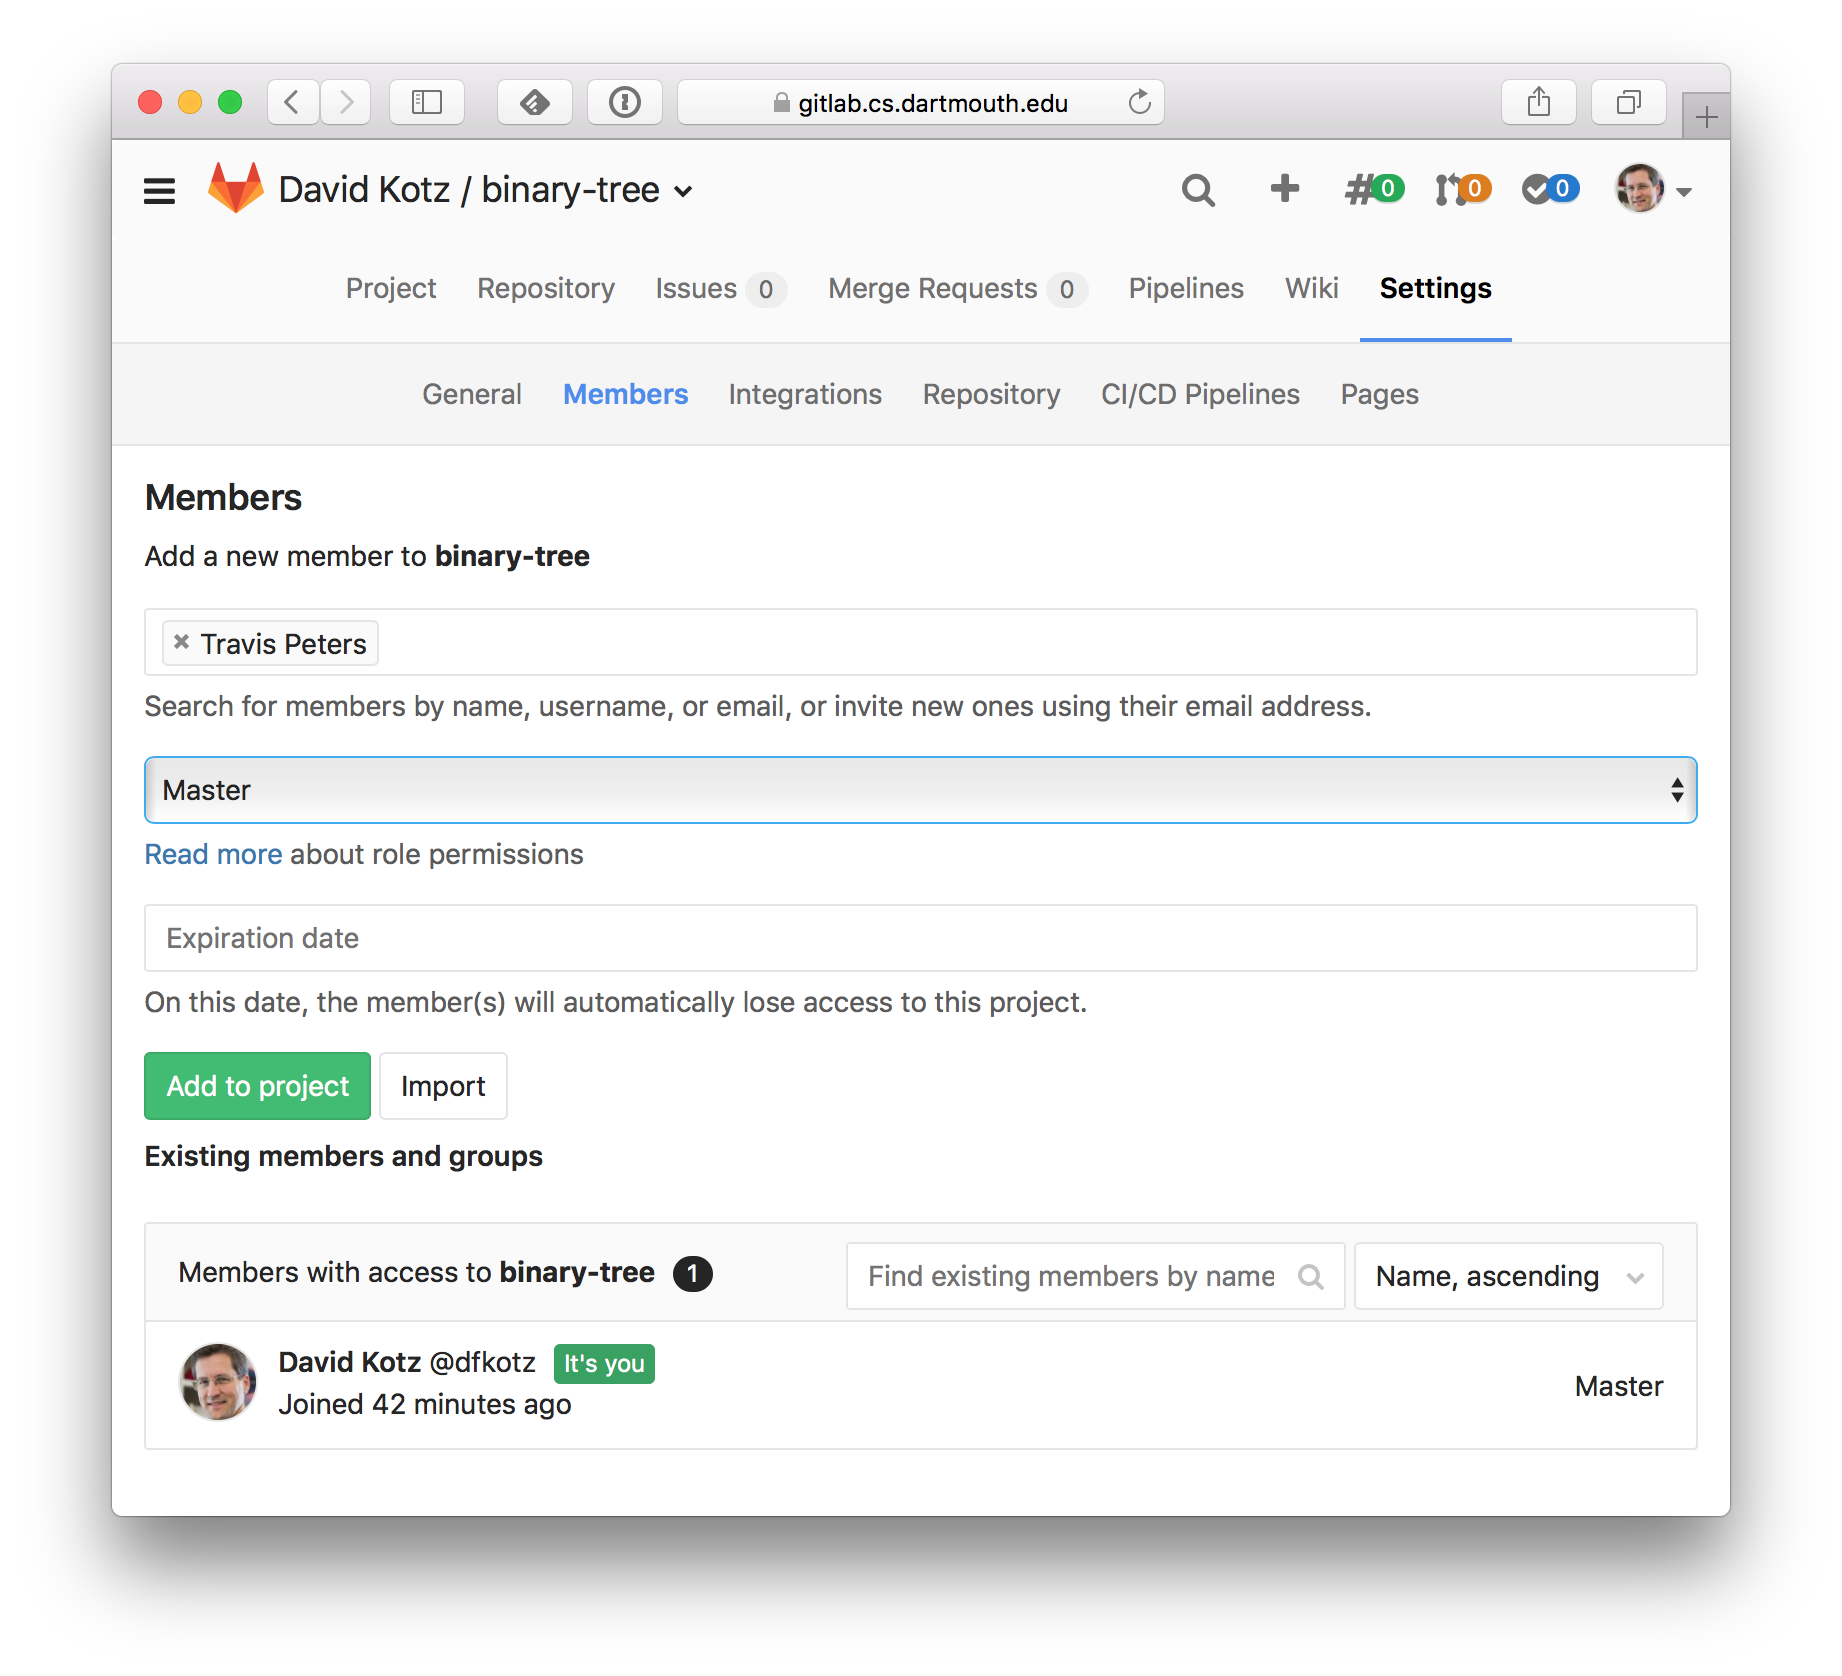 gitlab.cs.dartmouth.edu
David Kotz / binary-tree
0 0 0
Project Repository Issues 0 Merge Requests 0 Pipelines Wiki Settings
General Members Integrations Repository CI/CD Pipelines Pages
Members
Add a new member to binary-tree
Travis Peters
Search for members by name, username, or email, or invite new ones using their email address.
Master
Read more about role permissions
Expiration date
On this date, the member(s) will automatically lose access to this project.
Add to project Import
Existing members and groups
Members with access to binary-tree 1 Find existing members by name Name, ascending
David Kotz @dfkotz It's you
Joined 42 minutes ago
Master